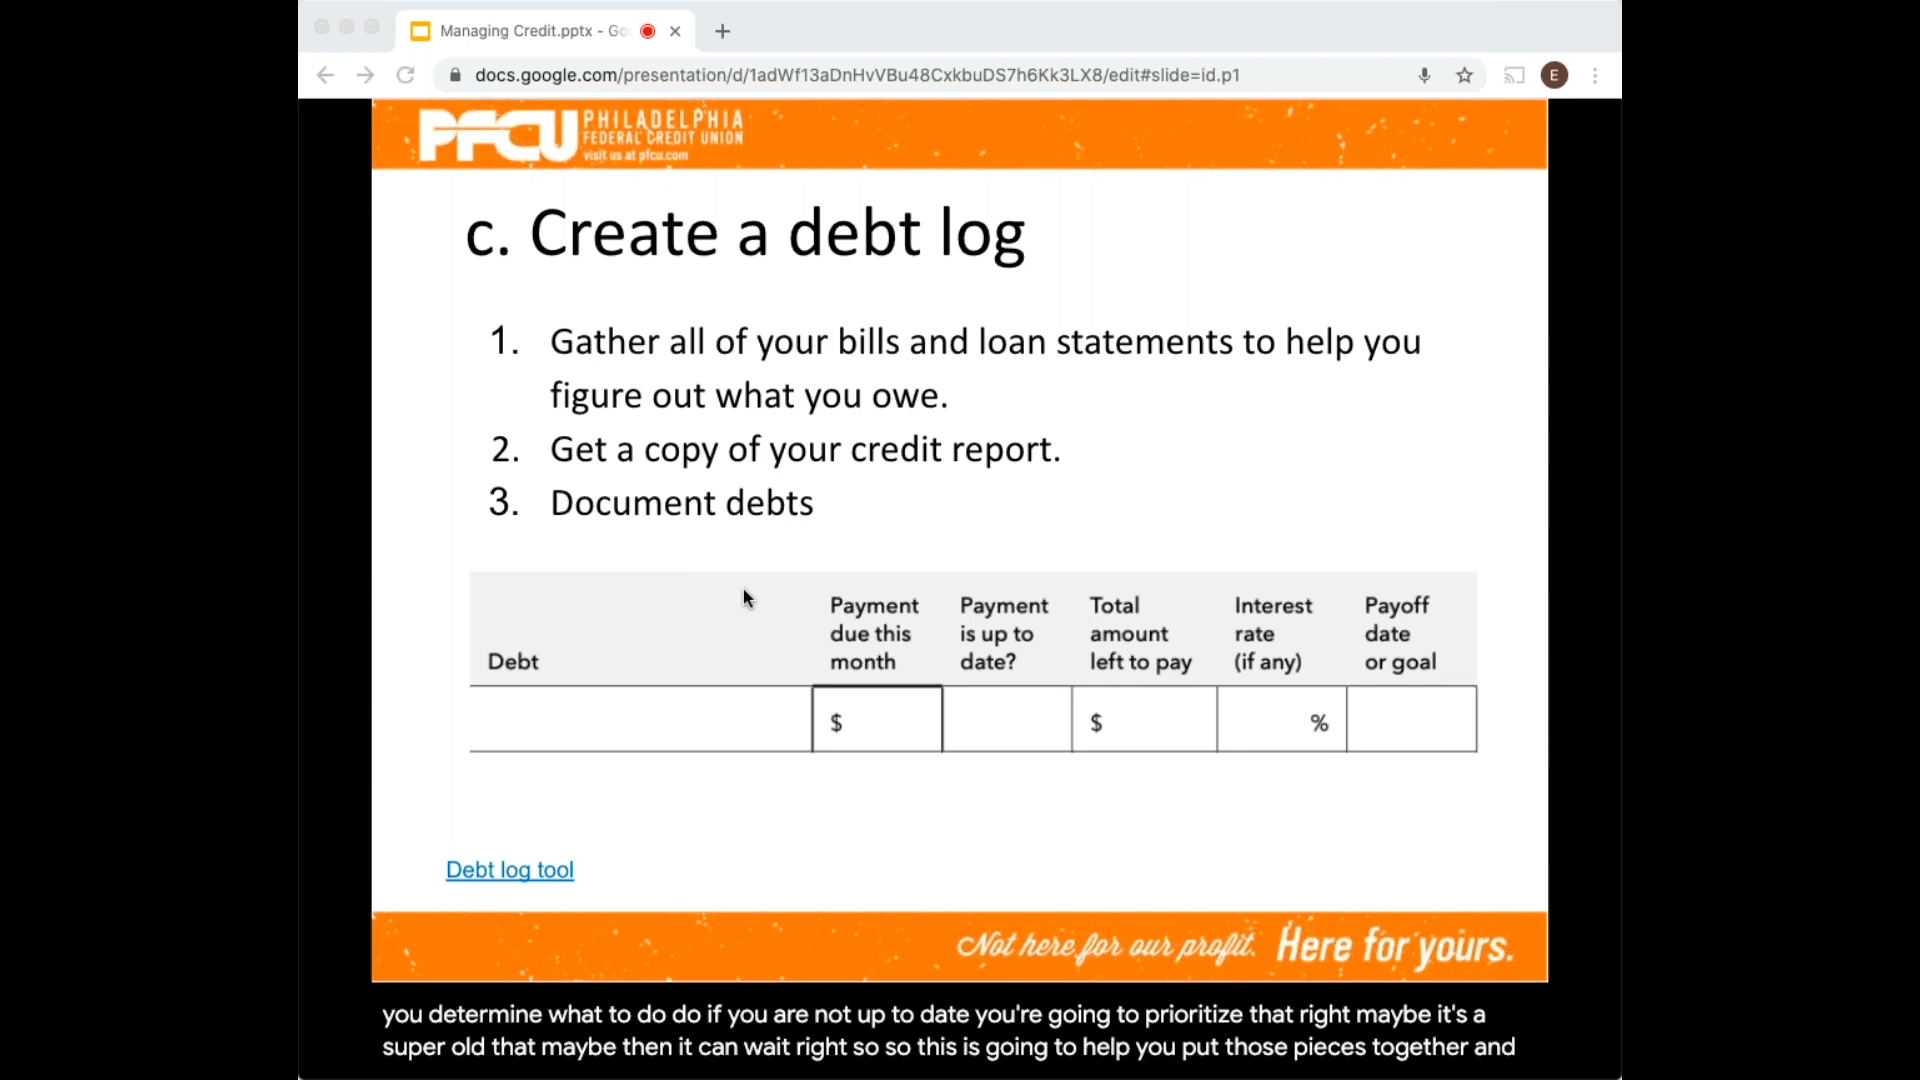 Managing Credit.pptx - Go
docs.google.com/presentation/d/1adWf13aDnHvVBu48CxkbuDS7h6Kk3LX8/edit#slide=id.p1
E
PFCU PHILADELPHIA
FEDERAL CREDIT UNION
visit us at pfcu.com
c. Create a debt log
1. Gather all of your bills and loan statements to help you
figure out what you owe.
2. Get a copy of your credit report.
3. Document debts
Debt
Payment
due this
month
Payment
is up to
date?
Total
amount
left to pay
Interest
rate
(if any)
Payoff
date
or goal
$ $ %
Debt log tool
Not here for our profit. Here for yours.
you determine what to do do if you are not up to date you're going to prioritize that right maybe it's a
super old that maybe then it can wait right so so this is going to help you put those pieces together and